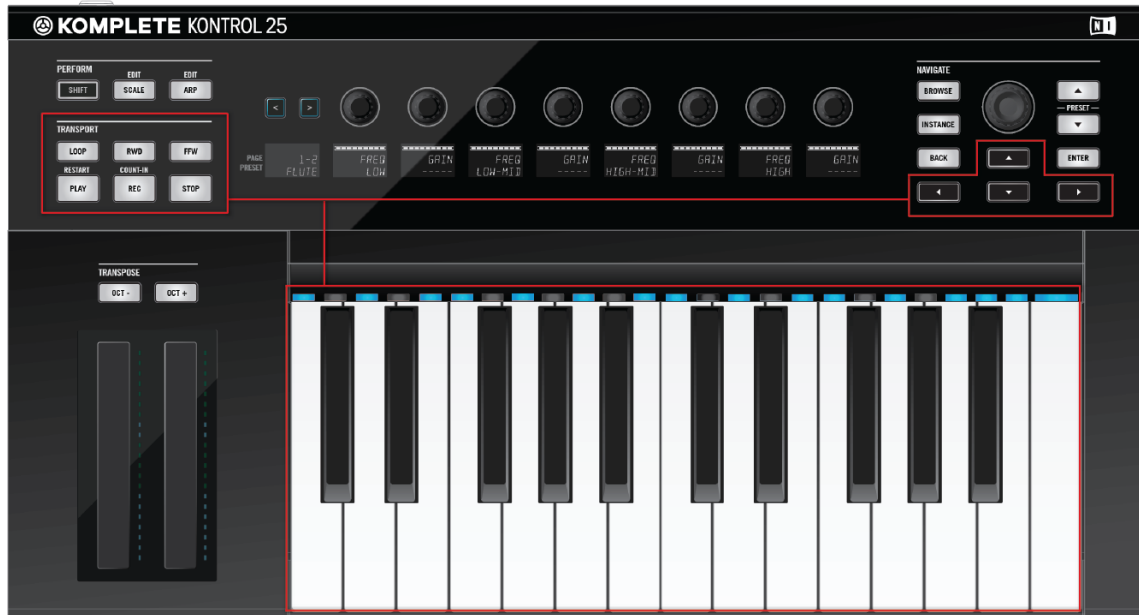 KOMPLETE KONTROL 25
NI
PERFORM
EDIT EDIT
SHIFT SCALE ARP
TRANSPORT
LOOP RWD FFW
RESTART COUNT-IN
PLAY REC STOP
< >
PAGE 1-2 FREQ GAIN FREQ GAIN FREQ GAIN FREQ GAIN
PRESET FLUTE LOW ----- LOW-MID ----- HIGH-MID ----- HIGH -----
NAVIGATE
BROWSE
PRESET
INSTANCE
BACK ENTER
TRANSPOSE
OCT - OCT +